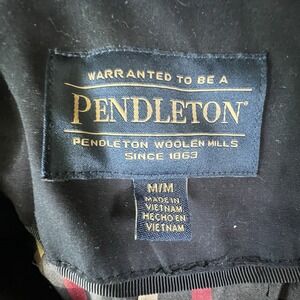 WARRANTED TO BE A
PENDLETON®
PENDLETON WOOLEN MILLS
SINCE 1863
M/M
MADE IN
VIETNAM
HECHO EN
VIETNAM